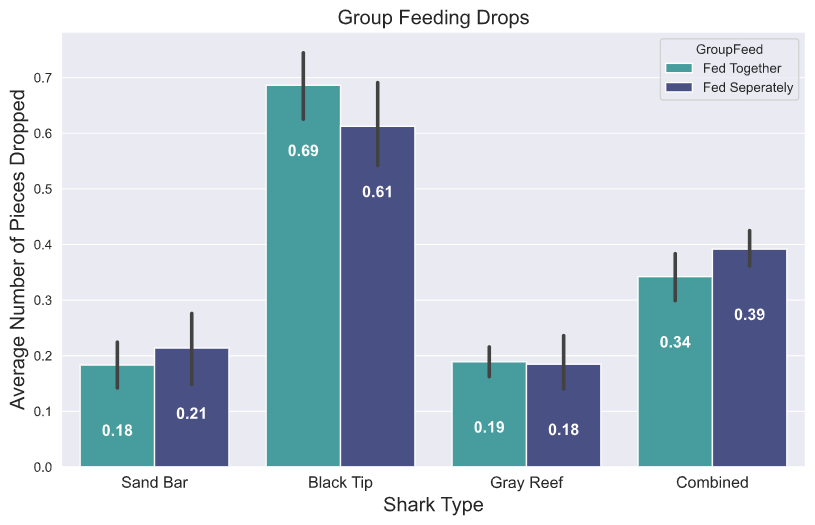 Group Feeding Drops
GroupFeed
Fed Together
Fed Seperately
Average Number of Pieces Dropped
0.7
0.6
0.5
0.4
0.3
0.2
0.1
0.0
0.18
0.21
0.69
0.61
0.19
0.18
0.34
0.39
Sand Bar
Black Tip
Gray Reef
Combined
Shark Type